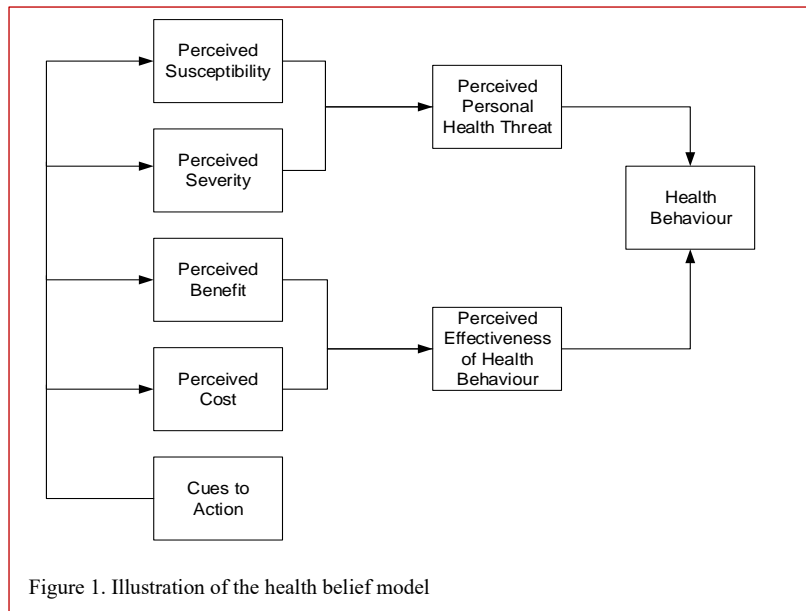 Perceived
Susceptibility
Perceived
Severity
Perceived
Benefit
Perceived
Cost
Cues to
Action
Perceived
Personal
Health Threat
Perceived
Effectiveness
of Health
Behaviour
Health
Behaviour
Figure 1. Illustration of the health belief model